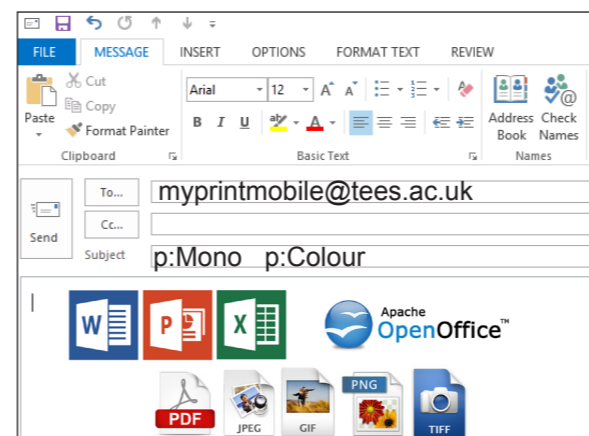 FILE MESSAGE INSERT OPTIONS FORMAT TEXT REVIEW
Paste
Cut
Copy
Format Painter
Clipboard
Arial 12
B I U
Basic Text
Address Book
Check Names
Names
Send
To... myprintmobile@tees.ac.uk
Cc...
Subject p:Mono p:Colour
W P X
Apache
OpenOffice™
PDF JPEG GIF PNG TIFF